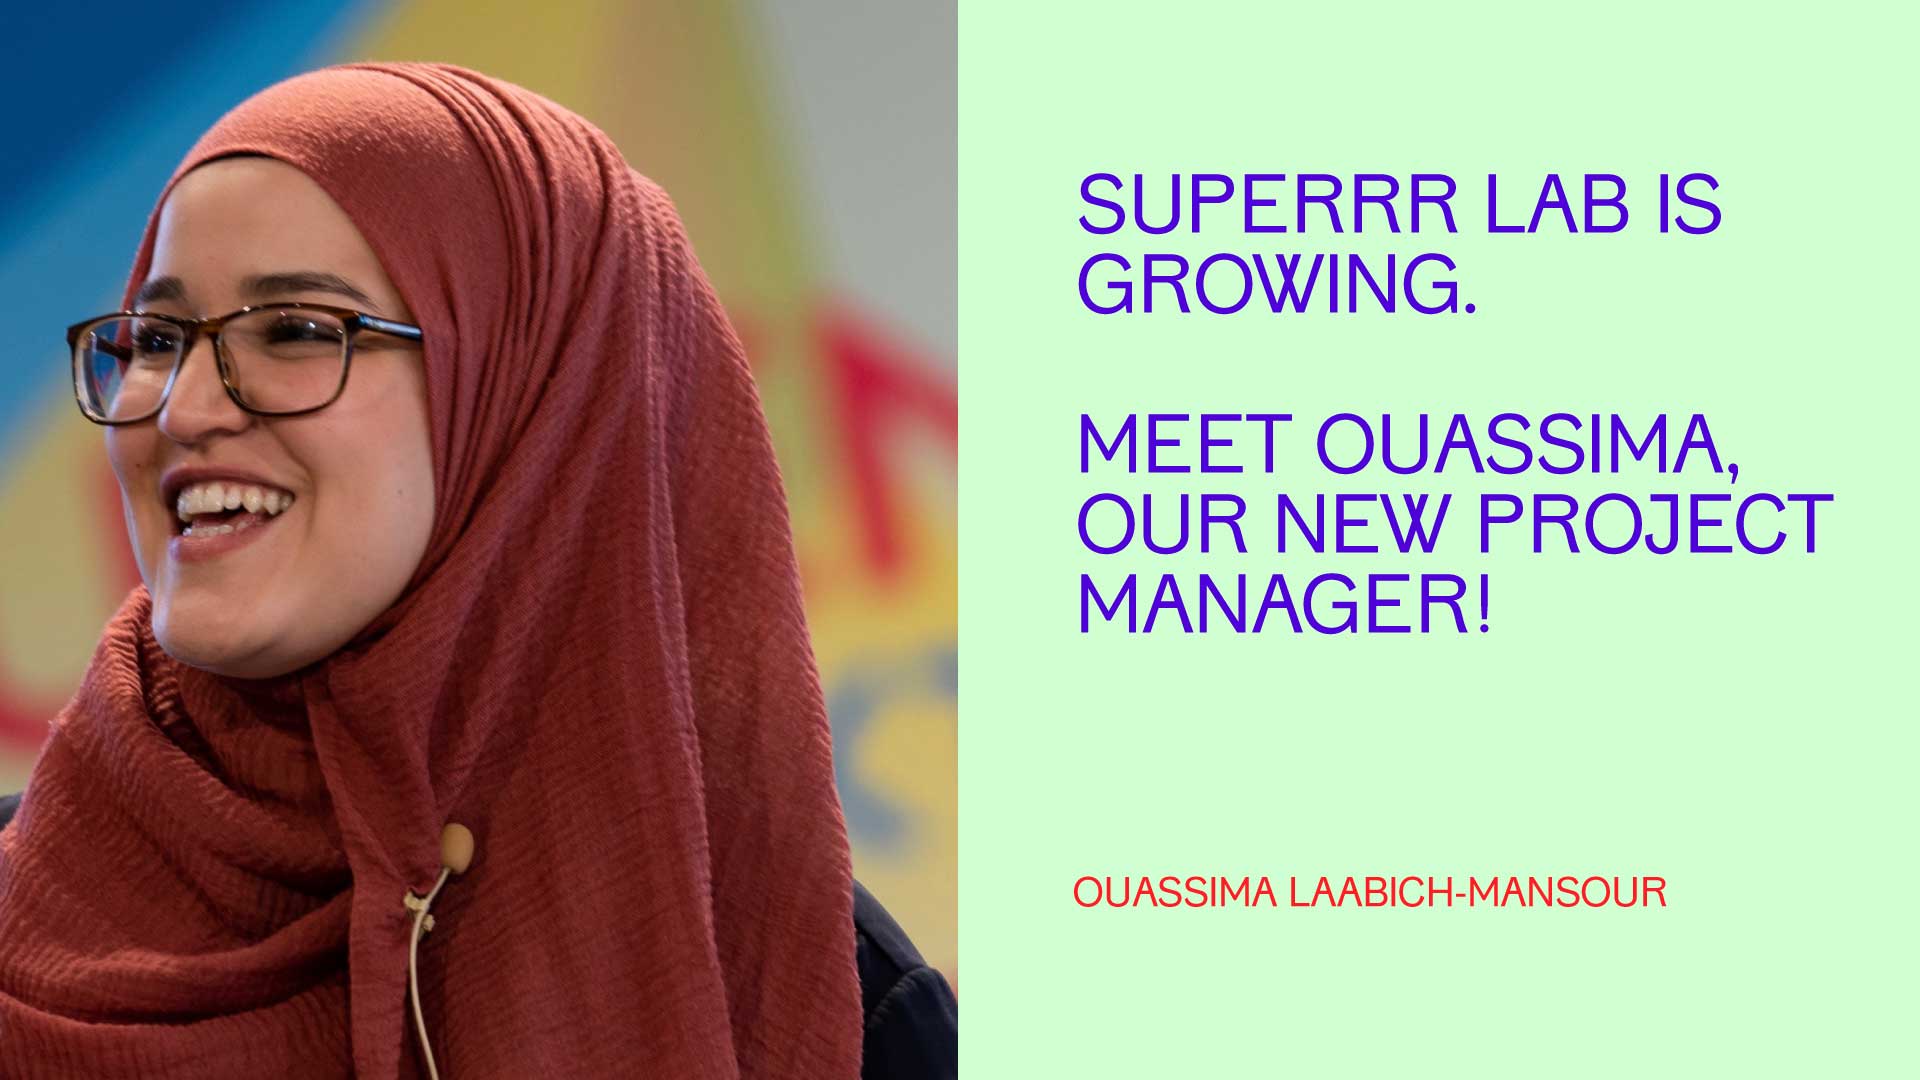 SUPERRR LAB IS
GROWING.
MEET OUASSIMA,
OUR NEW PROJECT
MANAGER!
OUASSIMA LAABICH-MANSOUR